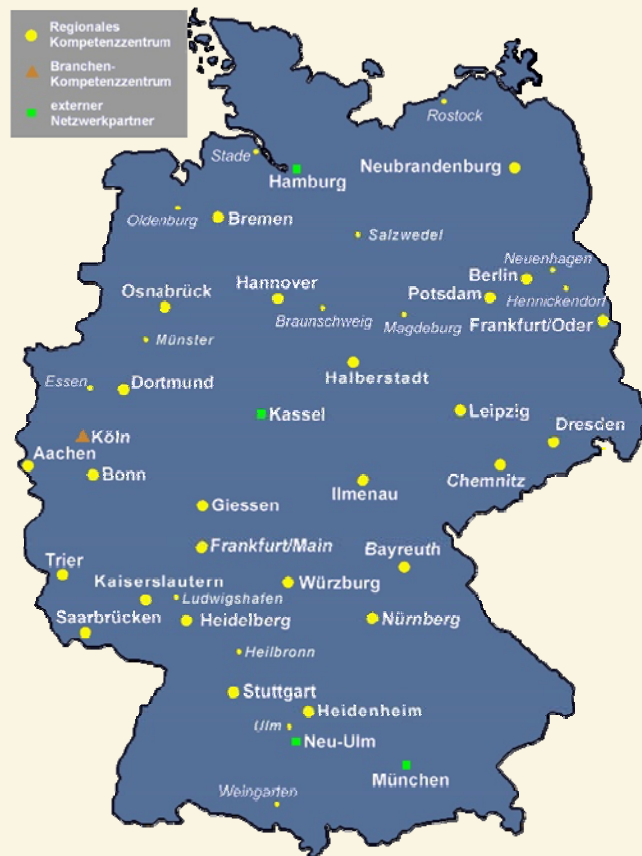 Regionales
Kompetenzzentrum
Branchen-
Kompetenzzentrum
externer
Netzwerkpartner
Rostock
Stade
Hamburg
Neubrandenburg
Oldenburg
Bremen
Salzwedel
Neuenhagen
Berlin
Hannover
Osnabrück
Potsdam
Hennickendorf
Braunschweig
Magdeburg
Frankfurt/Oder
Münster
Halberstadt
Essen
Dortmund
Kassel
Leipzig
Dresden
Köln
Aachen
Bonn
Ilmenau
Chemnitz
Giessen
Frankfurt/Main
Bayreuth
Trier
Kaiserslautern
Würzburg
Ludwigshafen
Saarbrücken
Heidelberg
Nürnberg
Heilbronn
Stuttgart
Heidenheim
Ulm
Neu-Ulm
München
Weingarten